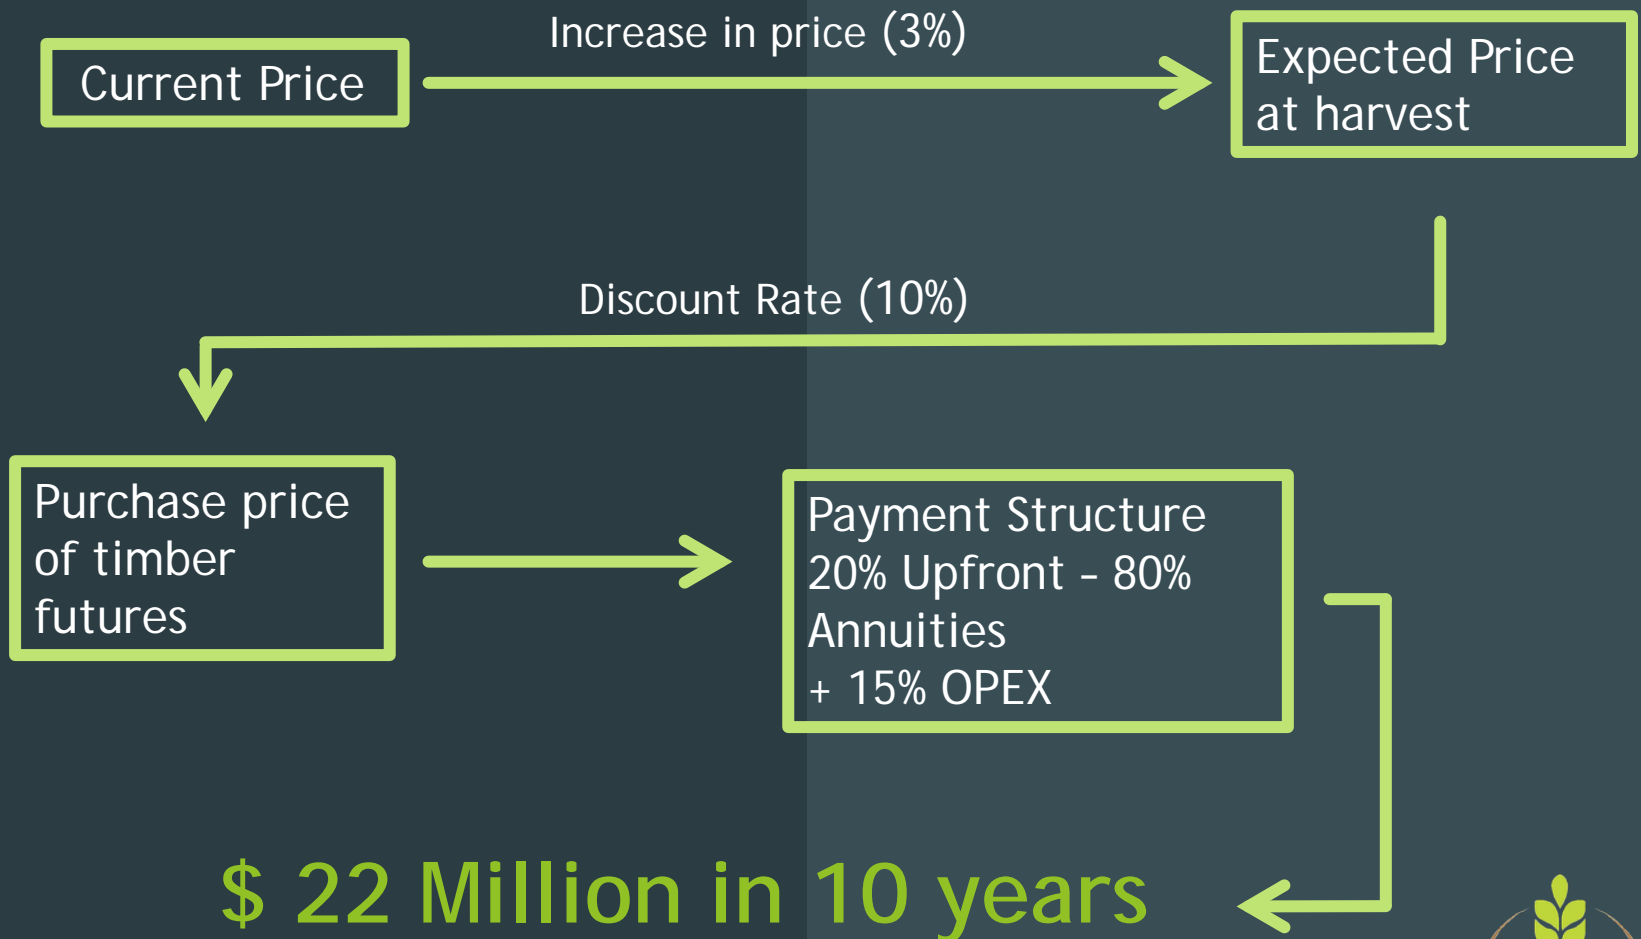 Increase in price (3%)
Current Price
Expected Price
at harvest
Discount Rate (10%)
Purchase price
of timber
futures
Payment Structure
20% Upfront - 80%
Annuities
+ 15% OPEX
$ 22 Million in 10 years